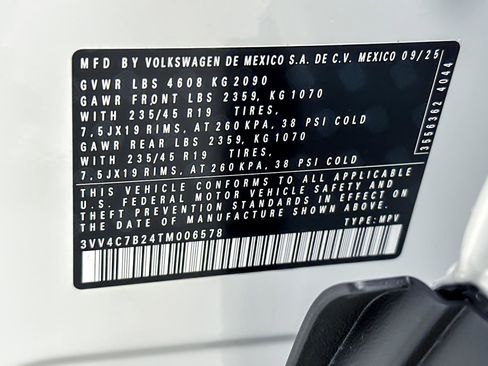 MFD BY VOLKSWAGEN DE MEXICO S.A. DE C.V. MEXICO 09/25
GVWR LBS 4608 KG 2090
GAWR FRONT LBS 2359, KG 1070
WITH 235/45 R19 TIRES,
7.5JX19 RIMS, AT 260 KPA, 38 PSI COLD
GAWR REAR LBS 2359, KG 1070
WITH 235/45 R19 TIRES,
7.5JX19 RIMS, AT 260 KPA, 38 PSI COLD
THIS VEHICLE CONFORMS TO ALL APPLICABLE
U.S. FEDERAL MOTOR VEHICLE SAFETY AND
THEFT PREVENTION STANDARDS IN EFFECT ON
THE DATE OF MANUFACTURE SHOWN ABOVE
3VV4C7B24TM006578 TYPE: MPV
3556362 4044